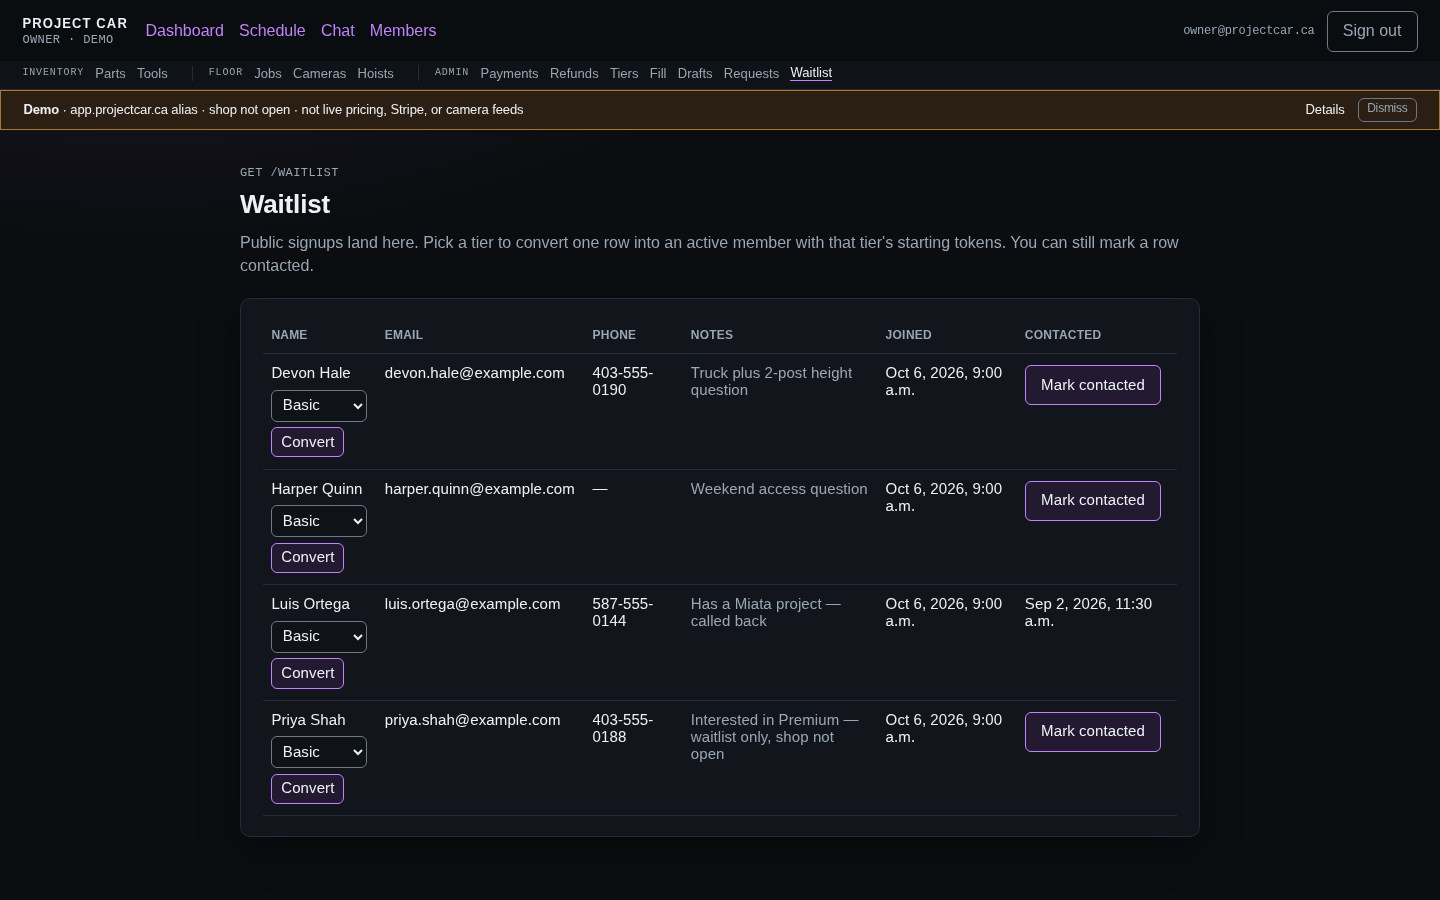 PROJECT CAR
OWNER · DEMO
Dashboard Schedule Chat Members
owner@projectcar.ca Sign out
INVENTORY Parts Tools FLOOR Jobs Cameras Hoists ADMIN Payments Refunds Tiers Fill Drafts Requests Waitlist
Demo · app.projectcar.ca alias · shop not open · not live pricing, Stripe, or camera feeds Details Dismiss
GET /WAITLIST
Waitlist
Public signups land here. Pick a tier to convert one row into an active member with that tier's starting tokens. You can still mark a row
contacted.
NAME EMAIL PHONE NOTES JOINED CONTACTED
Devon Hale devon.hale@example.com 403-555- Truck plus 2-post height Oct 6, 2026, 9:00 Mark contacted
0190 question a.m.
Basic
Convert
Harper Quinn harper.quinn@example.com — Weekend access question Oct 6, 2026, 9:00 Mark contacted
a.m.
Basic
Convert
Luis Ortega luis.ortega@example.com 587-555- Has a Miata project — Oct 6, 2026, 9:00 Sep 2, 2026, 11:30
0144 called back a.m. a.m.
Basic
Convert
Priya Shah priya.shah@example.com 403-555- Interested in Premium — Oct 6, 2026, 9:00 Mark contacted
0188 waitlist only, shop not a.m.
open
Basic
Convert